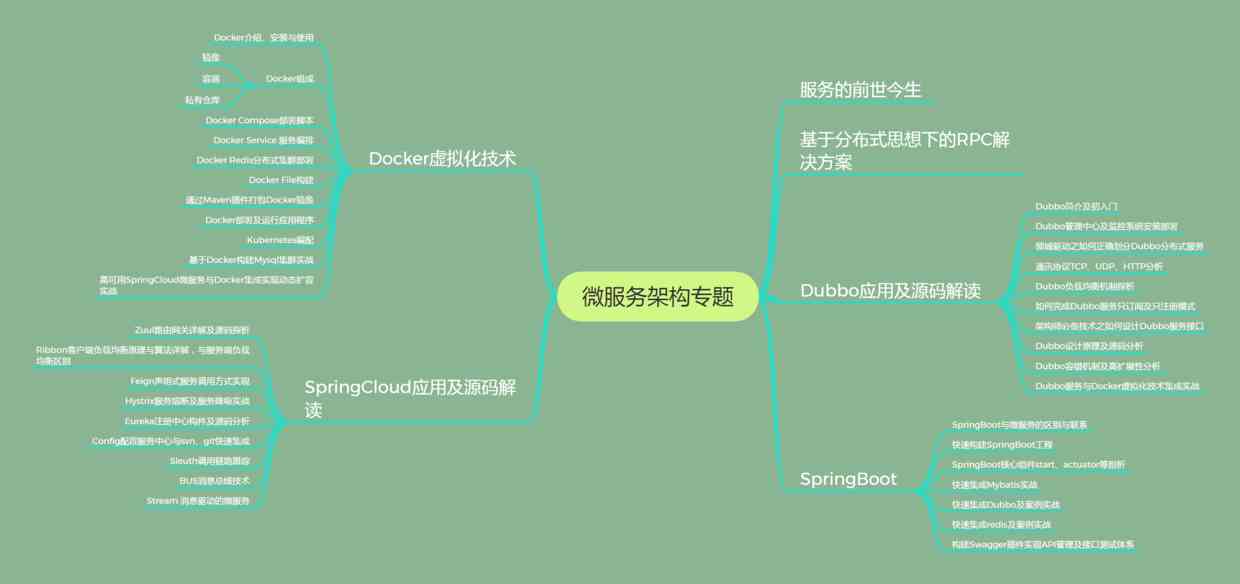 微服务架构专题
服务的前世今生
基于分布式思想下的RPC解
决方案
Dubbo应用及源码解读
Dubbo简介及初入门
Dubbo管理中心及监控系统安装部署
领域驱动之如何正确划分Dubbo分布式服务
通讯协议TCP、UDP、HTTP分析
Dubbo负载均衡机制探析
如何完成Dubbo服务只订阅及只注册模式
架构师必备技术之如何设计Dubbo服务接口
Dubbo设计原理及源码分析
Dubbo容错机制及高扩展性分析
Dubbo服务与Docker虚拟化技术集成实战
SpringBoot
SpringBoot与微服务的区别与联系
快速构建SpringBoot工程
SpringBoot核心组件start、actuator等剖析
快速集成Mybatis实战
快速集成Dubbo及案例实战
快速集成redis及案例实战
构建Swagger插件实现API管理及接口测试体系
Docker虚拟化技术
Docker介绍、安装与使用
Docker组成
镜像
容器
私有仓库
Docker Compose部署脚本
Docker Service 服务编排
Docker Redis分布式集群部署
Docker File构建
通过Maven插件打包Docker镜像
Docker部署及运行应用程序
Kubernetes编配
基于Docker构建Mysql集群实战
高可用SpringCloud微服务与Docker集成实现动态扩容
实战
SpringCloud应用及源码解
读
Zuul路由网关详解及源码探析
Ribbon客户端负载均衡原理与算法详解，与服务端负载
均衡区别
Feign声明式服务调用方式实现
Hystrix服务熔断及服务降级实战
Eureka注册中心构件及源码分析
Config配置服务中心与svn、git快速集成
Sleuth调用链路跟踪
BUS消息总线技术
Stream 消息驱动的微服务